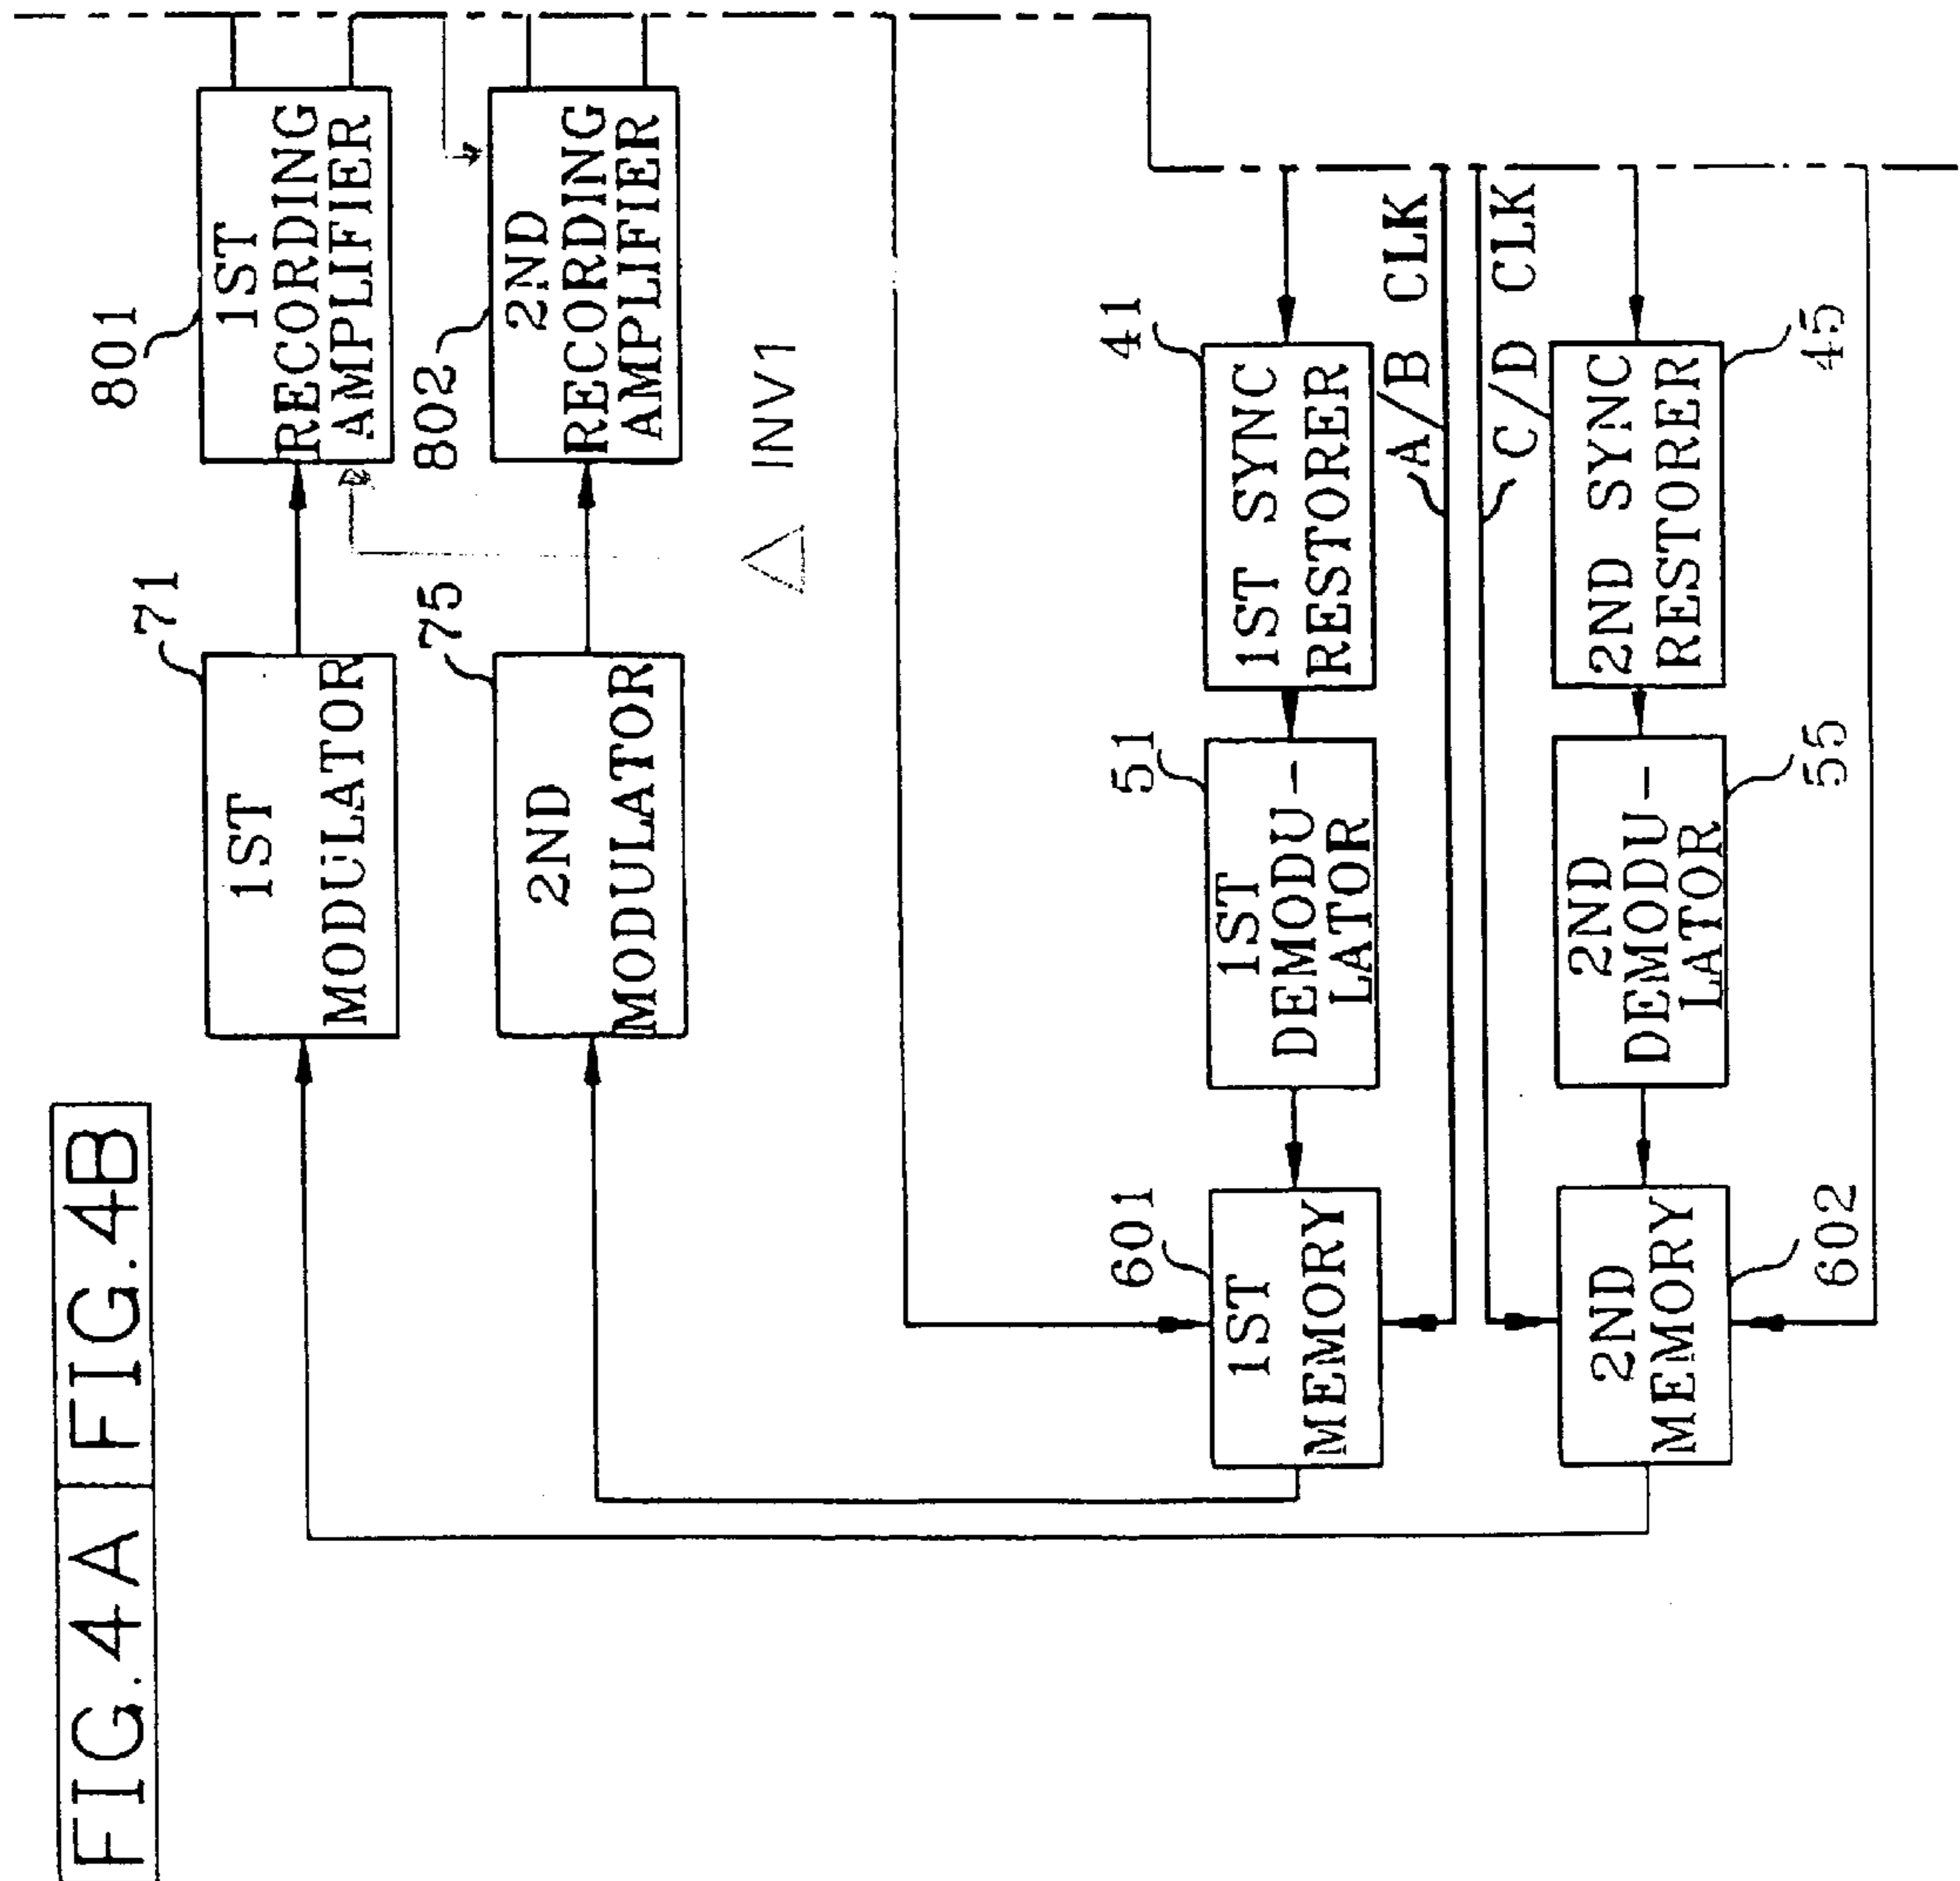 FIG.4A
FIG.4B
801
1ST
RECORDING
AMPLIFIER
802
2ND
RECORDING
AMPLIFIER
INV1
71
1ST
MODULATOR
75
2ND
MODULATOR
41
1ST SYNC
RESTORER
A/B CLK
C/D CLK
2ND SYNC
RESTORER
45
51
1ST
DEMODU-
LATOR
2ND
DEMODU-
LATOR
55
601
1ST
MEMORY
2ND
MEMORY
602